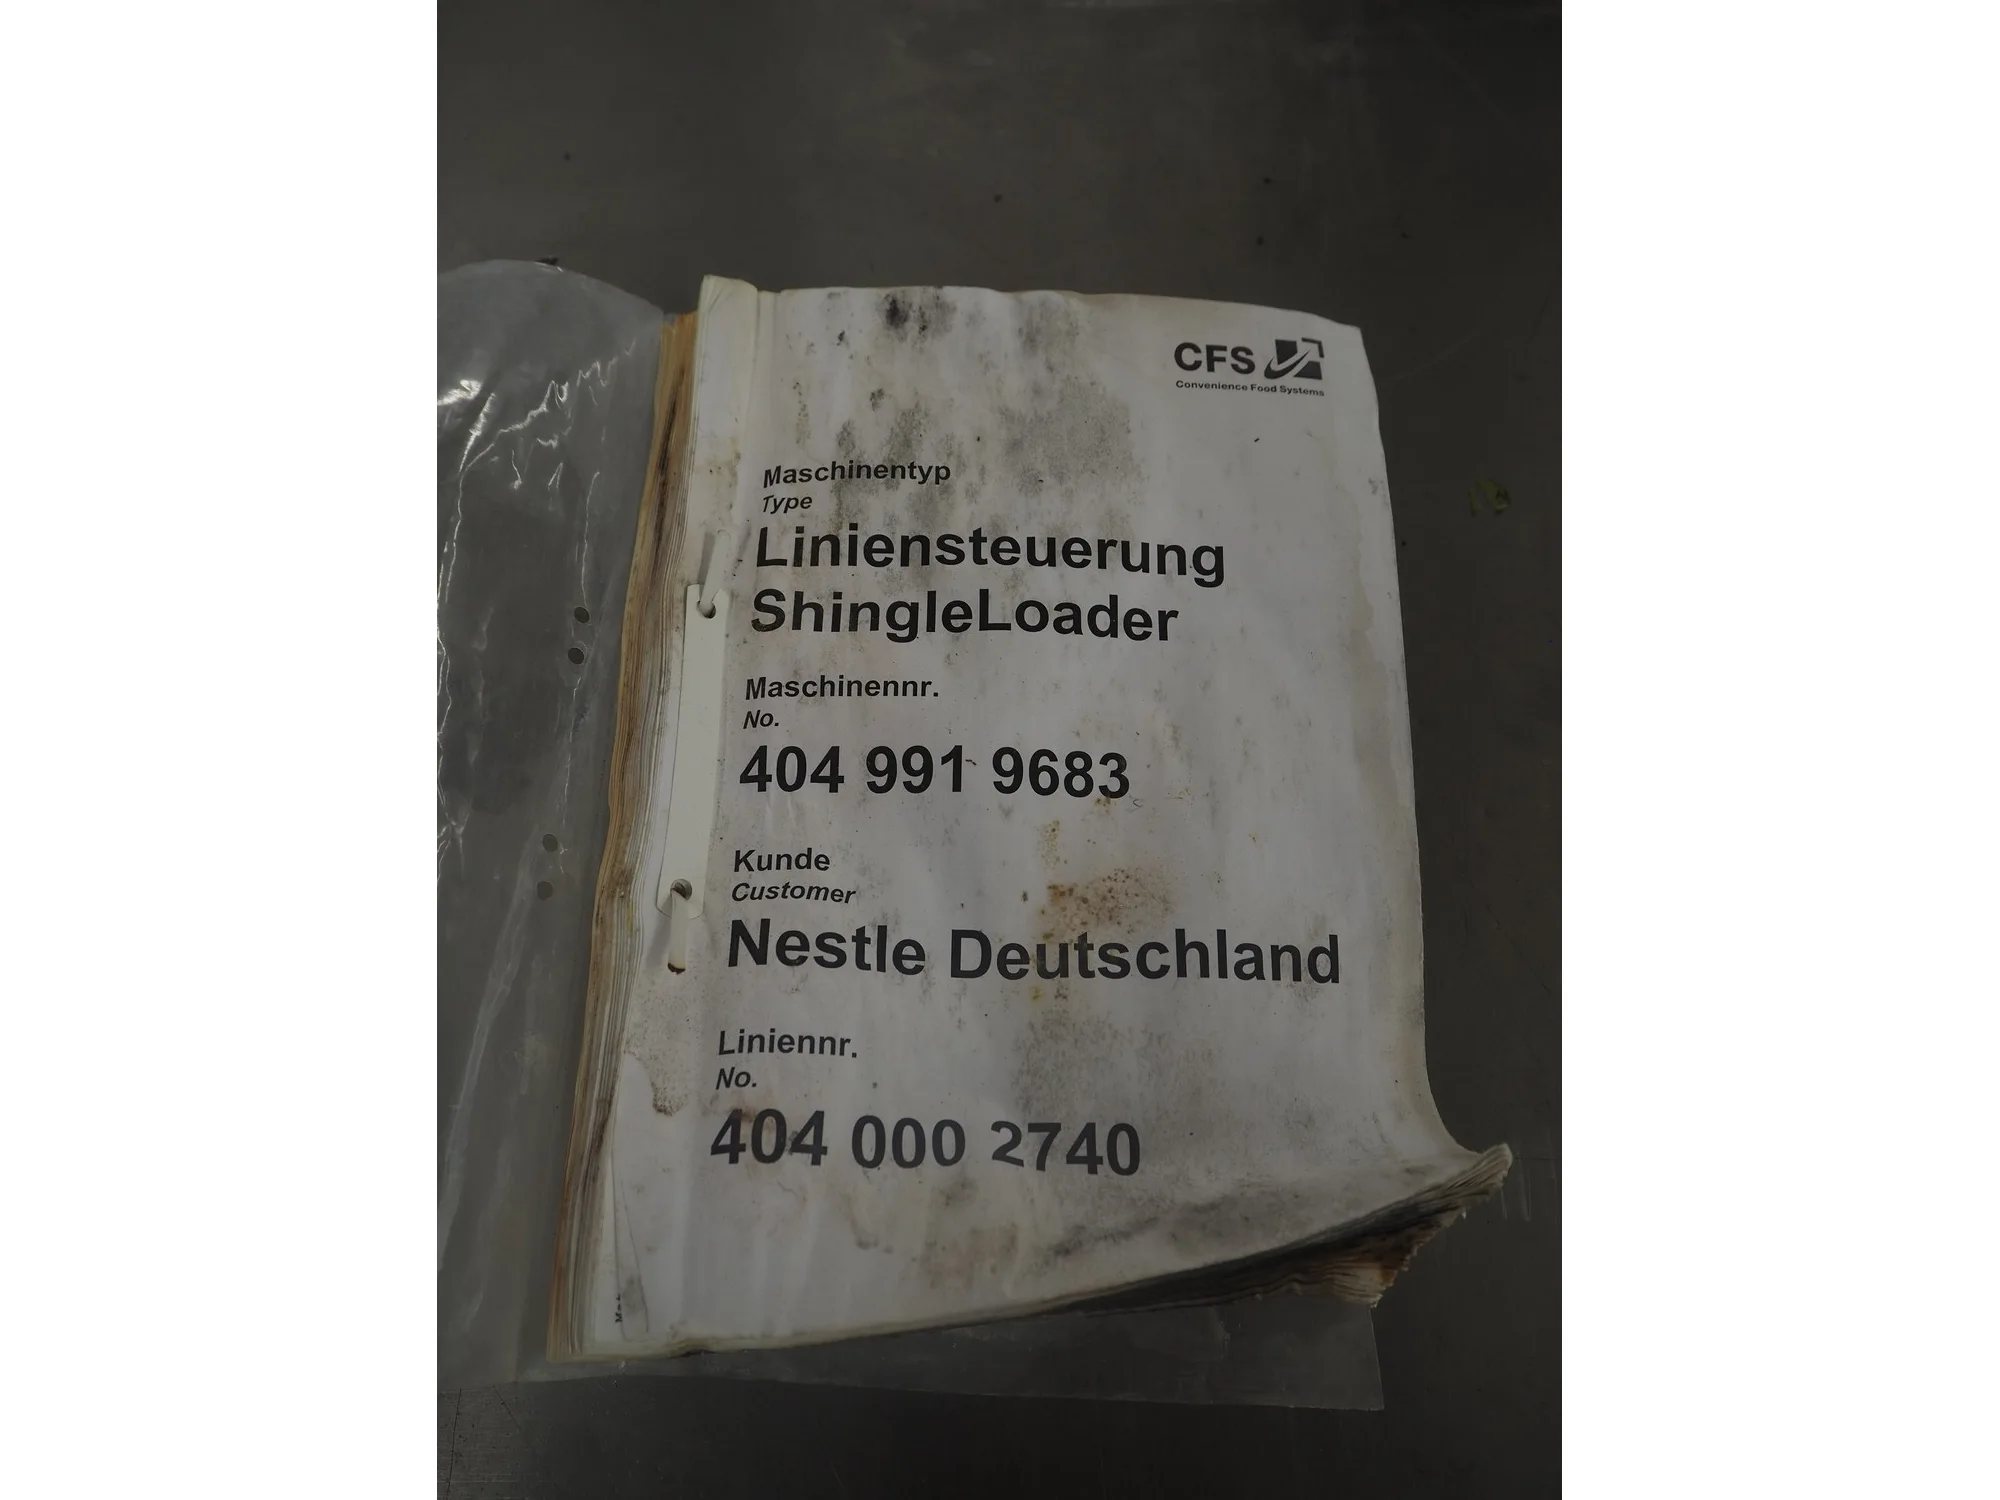 CFS
Convenience Food Systems
Maschinentyp
Type
Liniensteuerung
ShingleLoader
Maschinennr.
No.
404 991 9683
Kunde
Customer
Nestle Deutschland
Liniennr.
No.
404 000 2740